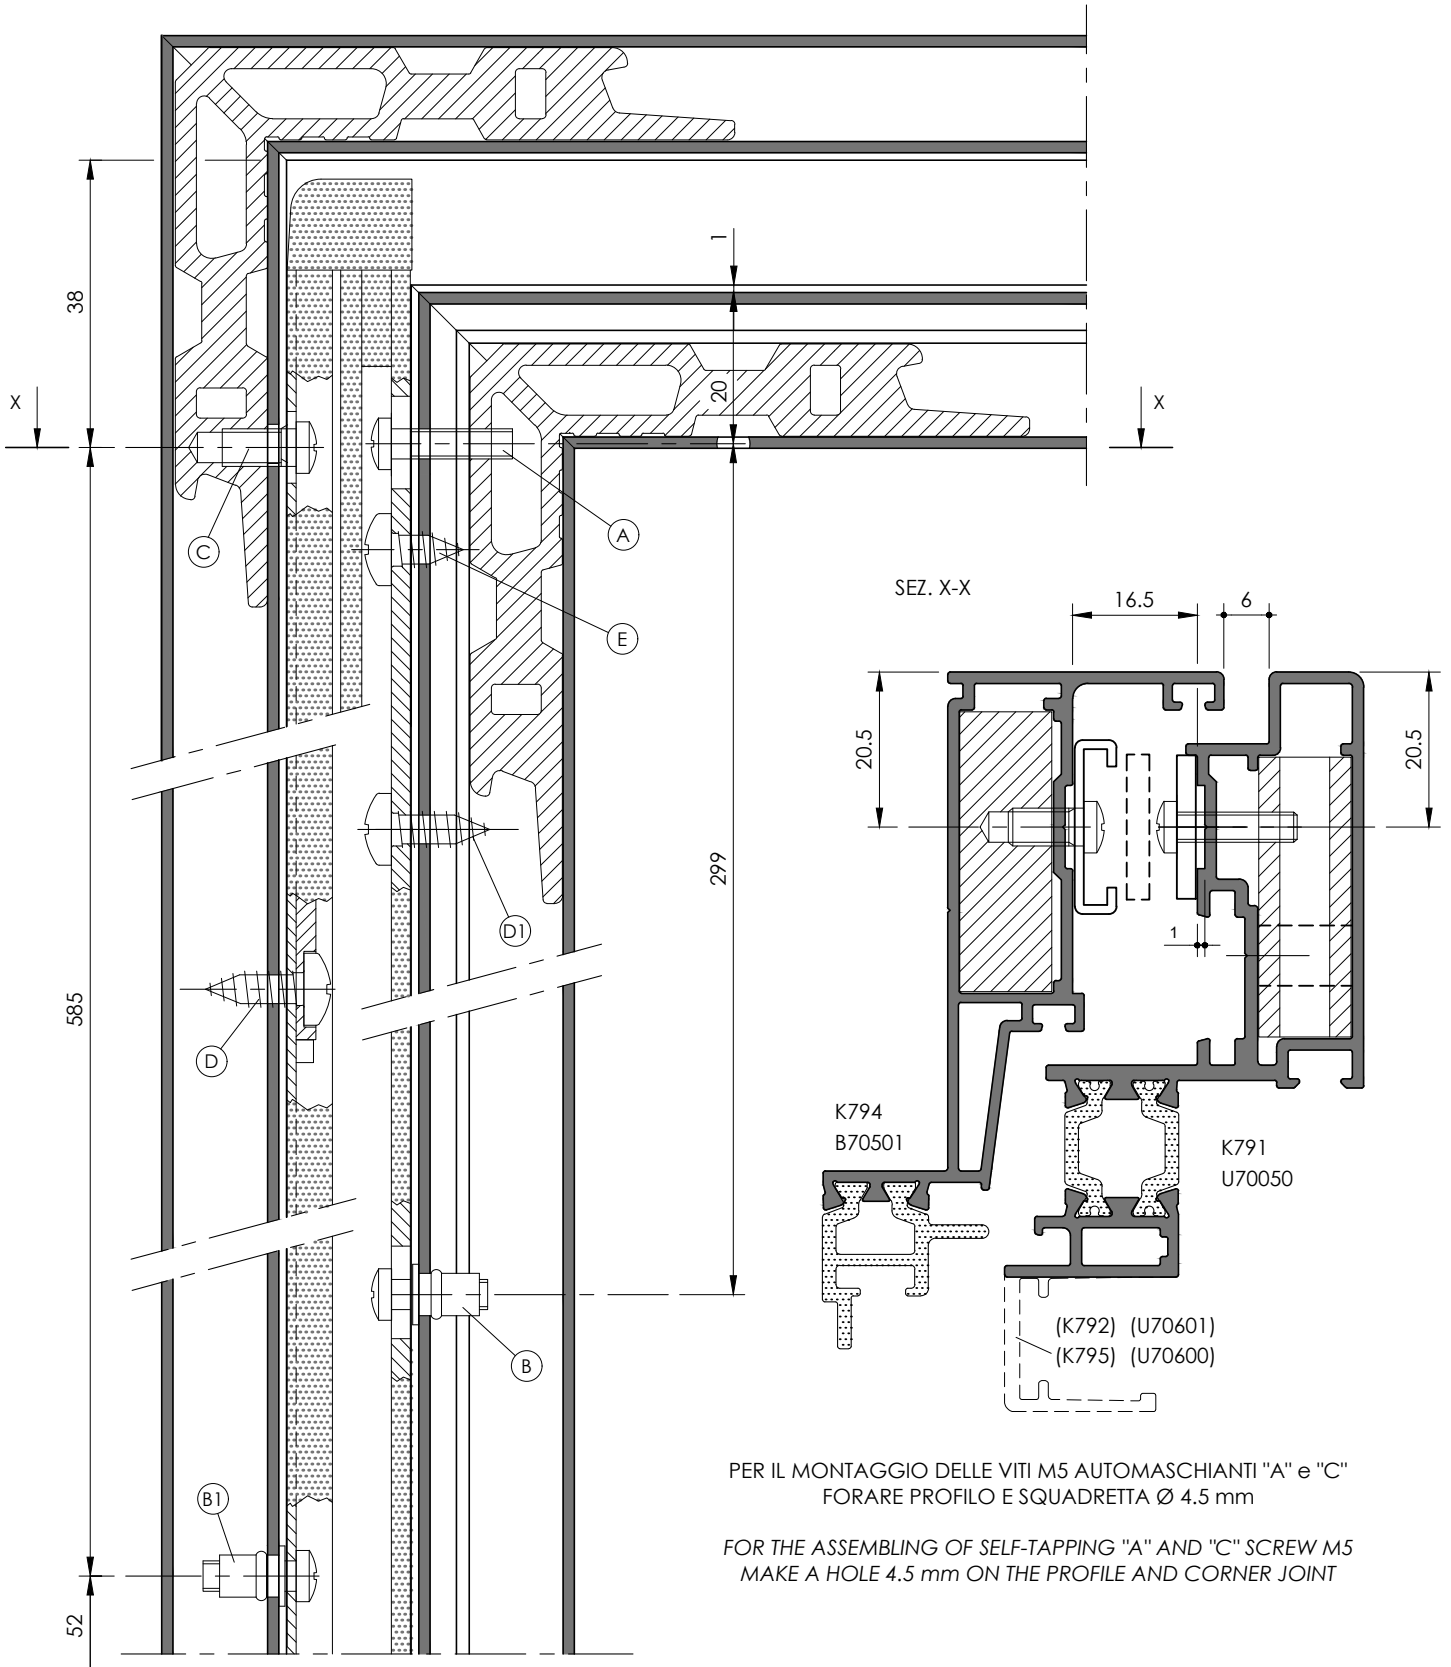 1
38
20
X
X
A
C
E
SEZ. X-X
16.5
6
20.5
20.5
299
D1
1
585
D
K794
B70501
K791
U70050
(K792) (U70601)
(K795) (U70600)
B
PER IL MONTAGGIO DELLE VITI M5 AUTOMASCHIANTI "A" e "C"
FORARE PROFILO E SQUADRETTA Ø 4.5 mm
B1
FOR THE ASSEMBLING OF SELF-TAPPING "A" AND "C" SCREW M5
MAKE A HOLE 4.5 mm ON THE PROFILE AND CORNER JOINT
52